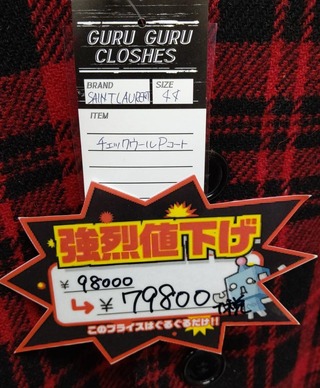 GURU GURU
CLOSHES
BRAND
SAINT LAURENT
SIZE
44
ITEM
チェックウールPコート
強烈値下げ
¥ 98000
→ ¥ 79800
このプライスはぐるぐるだけ!!